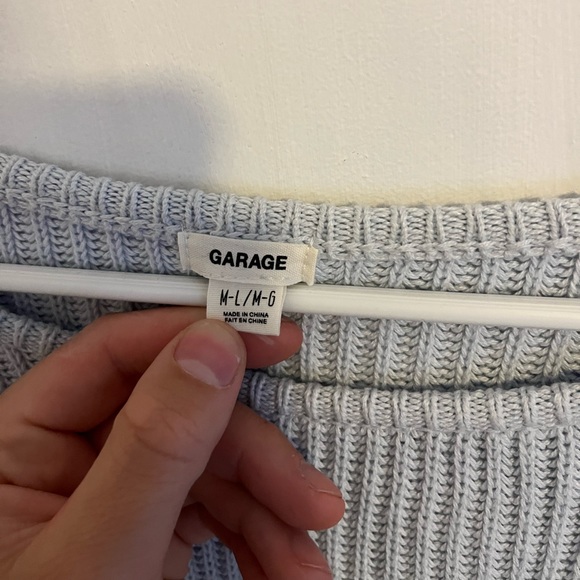 GARAGE
M-L/M-G
MADE IN CHINA
FAIT EN CHINE